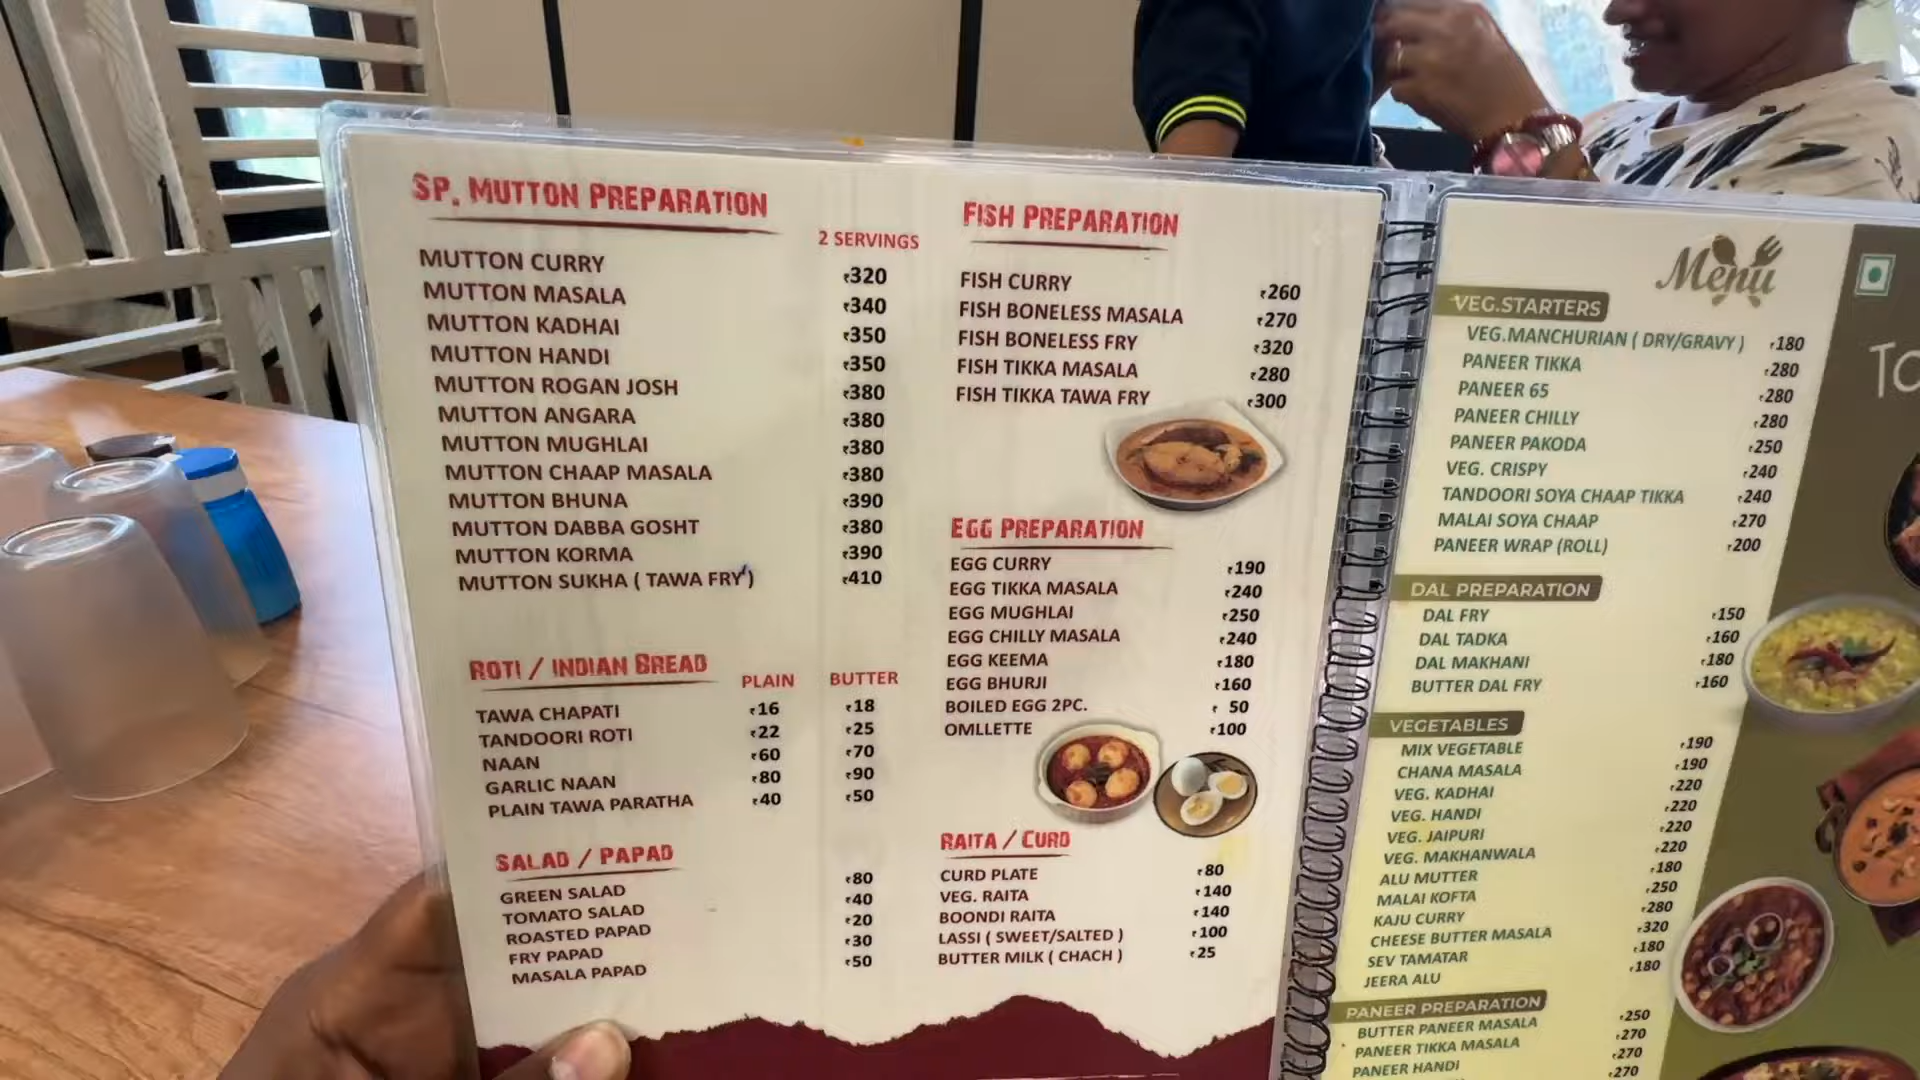 SP. MUTTON PREPARATION
2 SERVINGS
MUTTON CURRY ₹320
MUTTON MASALA ₹340
MUTTON KADHAI ₹350
MUTTON HANDI ₹350
MUTTON ROGAN JOSH ₹380
MUTTON ANGARA ₹380
MUTTON MUGHLAI ₹380
MUTTON CHAAP MASALA ₹380
MUTTON BHUNA ₹390
MUTTON DABBA GOSHT ₹380
MUTTON KORMA ₹390
MUTTON SUKHA ( TAWA FRY ) ₹410
ROTI / INDIAN BREAD
PLAIN BUTTER
TAWA CHAPATI ₹16 ₹18
TANDOORI ROTI ₹22 ₹25
NAAN ₹60 ₹70
GARLIC NAAN ₹80 ₹90
PLAIN TAWA PARATHA ₹40 ₹50
SALAD / PAPAD
GREEN SALAD ₹80
TOMATO SALAD ₹40
ROASTED PAPAD ₹20
FRY PAPAD ₹30
MASALA PAPAD ₹50
FISH PREPARATION
FISH CURRY ₹260
FISH BONELESS MASALA ₹270
FISH BONELESS FRY ₹320
FISH TIKKA MASALA ₹280
FISH TIKKA TAWA FRY ₹300
EGG PREPARATION
EGG CURRY ₹190
EGG TIKKA MASALA ₹240
EGG MUGHLAI ₹250
EGG CHILLY MASALA ₹240
EGG KEEMA ₹180
EGG BHURJI ₹160
BOILED EGG 2PC. ₹ 50
OMLLETTE ₹100
RAITA / CURD
CURD PLATE ₹80
VEG. RAITA ₹140
BOONDI RAITA ₹140
LASSI ( SWEET/SALTED ) ₹100
BUTTER MILK ( CHACH ) ₹25
Menu
VEG.STARTERS
VEG.MANCHURIAN ( DRY/GRAVY ) ₹180
PANEER TIKKA ₹280
PANEER 65 ₹280
PANEER CHILLY ₹280
PANEER PAKODA ₹250
VEG. CRISPY ₹240
TANDOORI SOYA CHAAP TIKKA ₹240
MALAI SOYA CHAAP ₹270
PANEER WRAP (ROLL) ₹200
DAL PREPARATION
DAL FRY ₹150
DAL TADKA ₹160
DAL MAKHANI ₹180
BUTTER DAL FRY ₹160
VEGETABLES
MIX VEGETABLE ₹190
CHANA MASALA ₹190
VEG. KADHAI ₹220
VEG. HANDI ₹220
VEG. JAIPURI ₹220
VEG. MAKHANWALA ₹220
ALU MUTTER ₹180
MALAI KOFTA ₹250
KAJU CURRY ₹280
CHEESE BUTTER MASALA ₹320
SEV TAMATAR ₹180
JEERA ALU ₹180
PANEER PREPARATION
BUTTER PANEER MASALA ₹250
PANEER TIKKA MASALA ₹270
PANEER HANDI ₹270
₹270